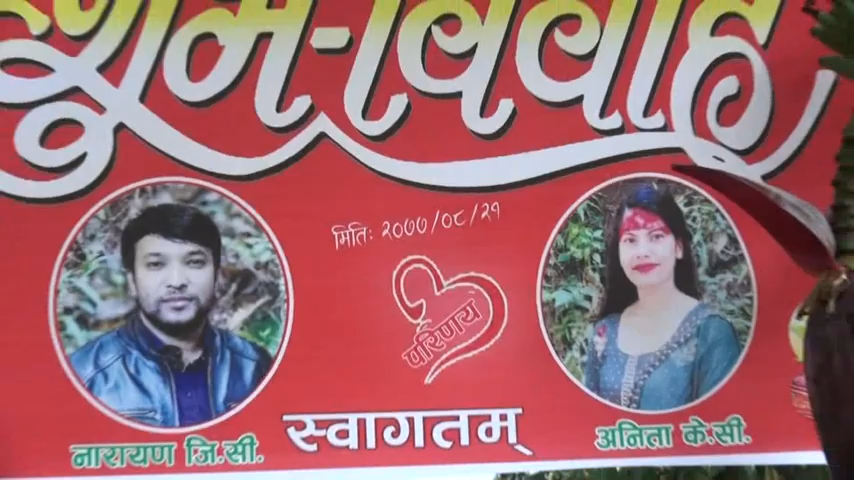 शुभ-विवाह
मिति: २०७७/०८/२१
परिणय
स्वागतम्
नारायण जि.सी
अनिता के.सी.